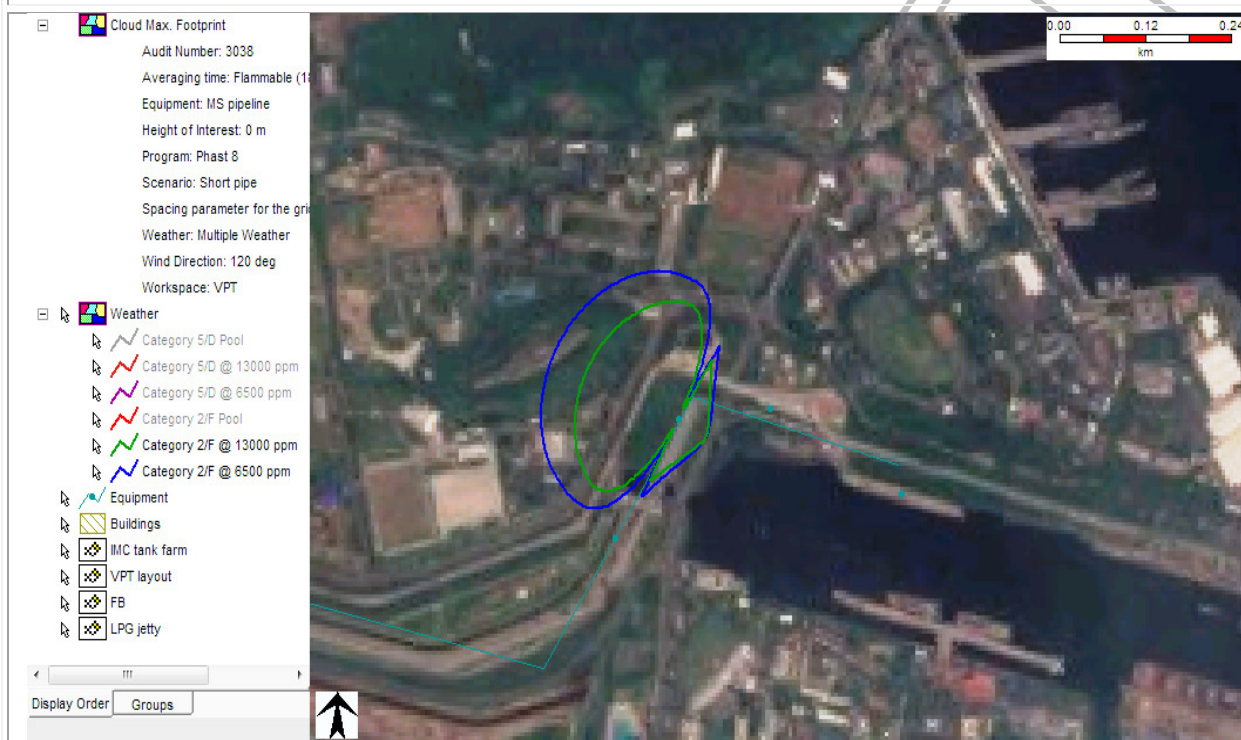 Cloud Max. Footprint
Audit Number: 3038
Averaging time: Flammable (18
Equipment: MS pipeline
Height of Interest: 0 m
Program: Phast 8
Scenario: Short pipe
Spacing parameter for the grid
Weather: Multiple Weather
Wind Direction: 120 deg
Workspace: VPT
Weather
Category 5/D Pool
Category 5/D @ 13000 ppm
Category 5/D @ 6500 ppm
Category 2/F Pool
Category 2/F @ 13000 ppm
Category 2/F @ 6500 ppm
Equipment
Buildings
IMC tank farm
VPT layout
FB
LPG jetty
Display Order Groups
0.00 0.12 0.24
km